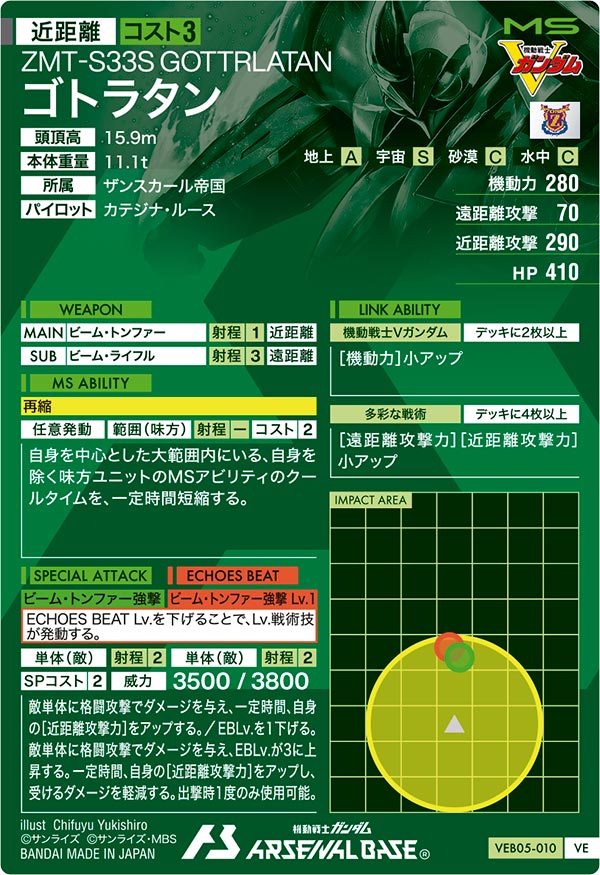 近距離 コスト3
MS
ZMT-S33S GOTTRLATAN
機動戦士
Vガンダム
ゴトラタン
頭頂高 15.9m
本体重量 11.1t
所属 ザンスカール帝国
パイロット カテジナ・ルース
地上 A 宇宙 S 砂漠 C 水中 C
機動力 280
遠距離攻撃 70
近距離攻撃 290
HP 410
WEAPON
MAIN ビーム・トンファー 射程 1 近距離
SUB ビーム・ライフル 射程 3 遠距離
MS ABILITY
再縮
任意発動 範囲(味方) 射程 ー コスト 2
自身を中心とした大範囲内にいる、自身を
除く味方ユニットのMSアビリティのクー
ルタイムを、一定時間短縮する。
LINK ABILITY
機動戦士Vガンダム デッキに2枚以上
[機動力]小アップ
多彩な戦術 デッキに4枚以上
[遠距離攻撃力][近距離攻撃力]
小アップ
IMPACT AREA
SPECIAL ATTACK ECHOES BEAT
ビーム・トンファー強撃 ビーム・トンファー強撃 Lv.1
ECHOES BEAT Lv.を下げることで、Lv.戦術技
が発動する。
単体(敵) 射程 2 単体(敵) 射程 2
SPコスト 2 威力 3500 / 3800
敵単体に格闘攻撃でダメージを与え、一定時間、自身
の[近距離攻撃力]をアップする。/EBLv.を1下げる。
敵単体に格闘攻撃でダメージを与え、EBLv.が3に上
昇する。一定時間、自身の[近距離攻撃力]をアップし、
受けるダメージを軽減する。出撃時1度のみ使用可能。
illust Chifuyu Yukishiro
©サンライズ ©サンライズ・MBS
BANDAI MADE IN JAPAN
機動戦士ガンダム
ARSENAL BASE®
VEB05-010 VE